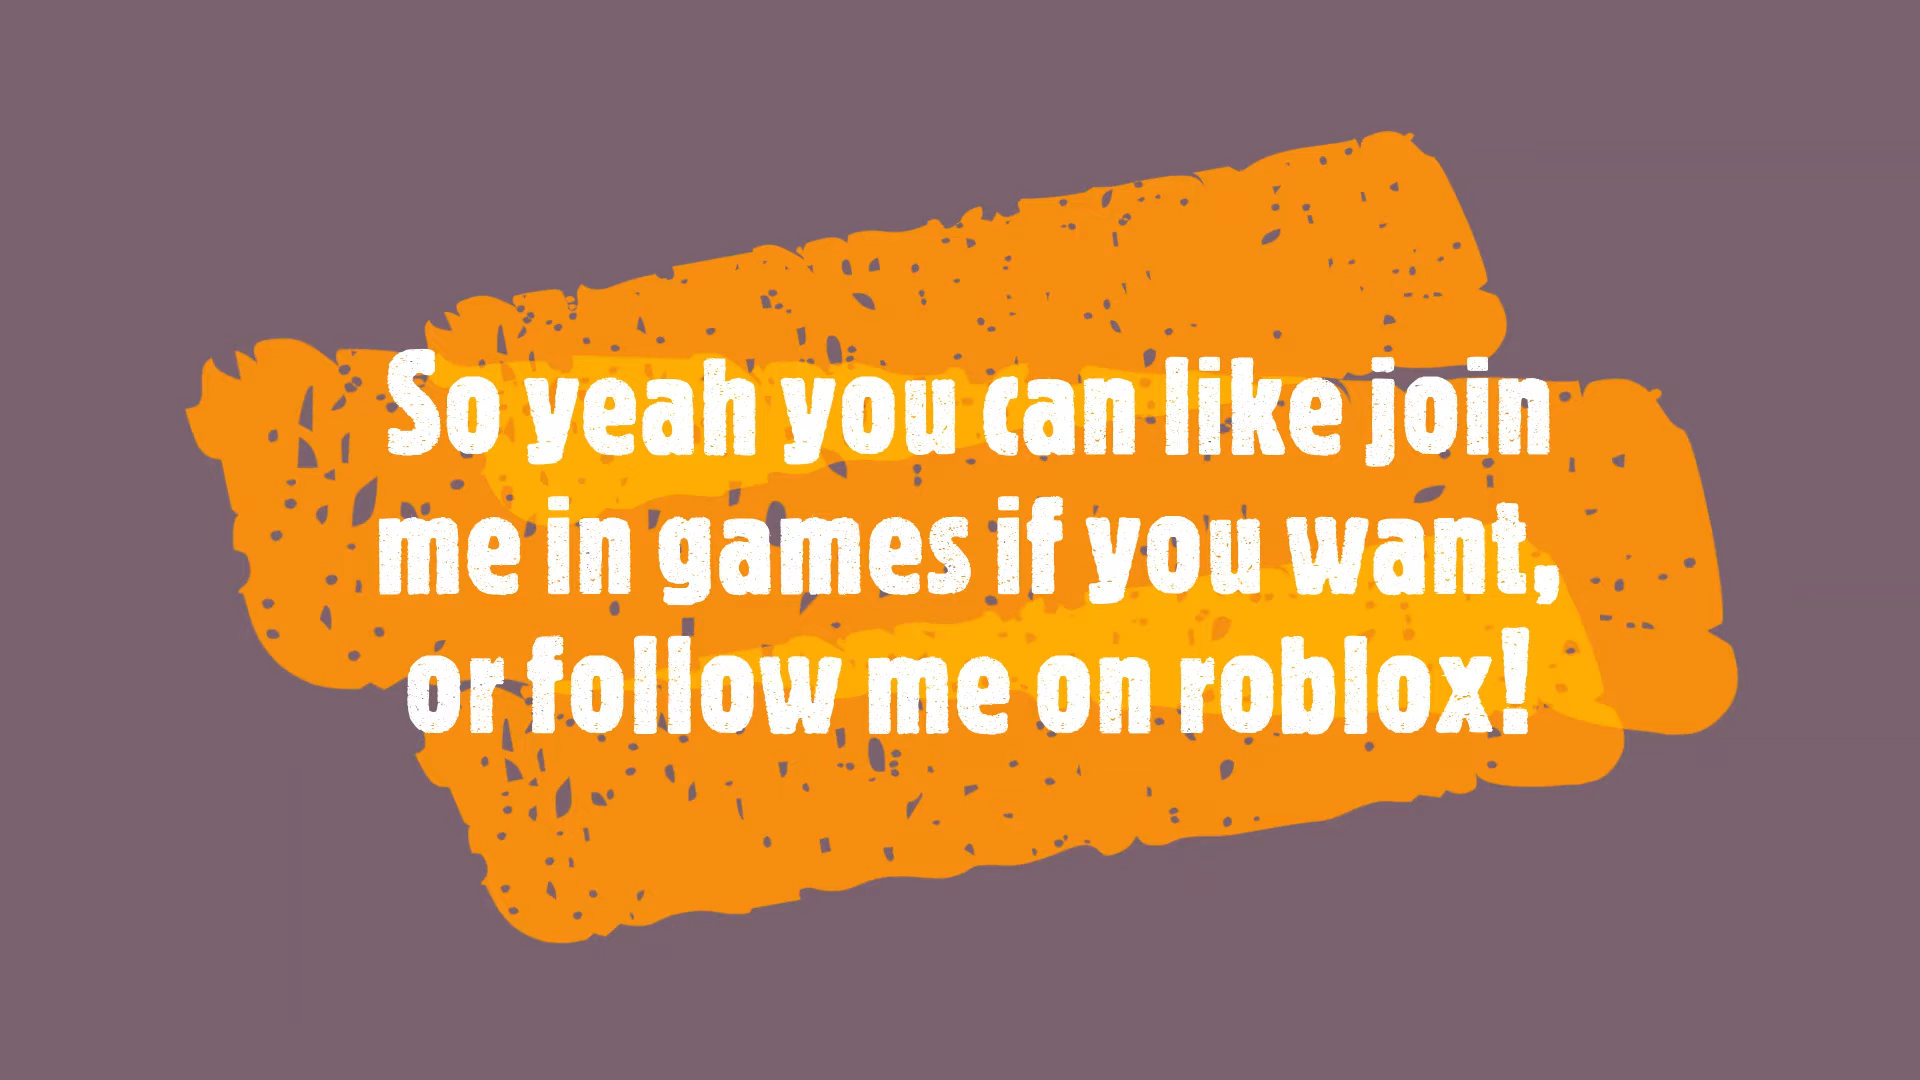 So yeah you can like join
me in games if you want,
or follow me on roblox!